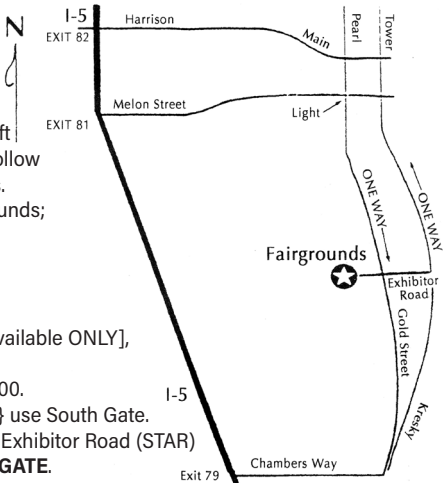 N
I-5
EXIT 82
Harrison
Main
Pearl
Tower
EXIT 81
Melon Street
Light
ft
ollow
s.
unds;
ONE WAY
ONE WAY
Fairgrounds
Exhibitor
Road
Gold Street
Kresky
vailable ONLY],
00.
} use South Gate.
Exhibitor Road (STAR)
GATE.
I-5
Exit 79
Chambers Way